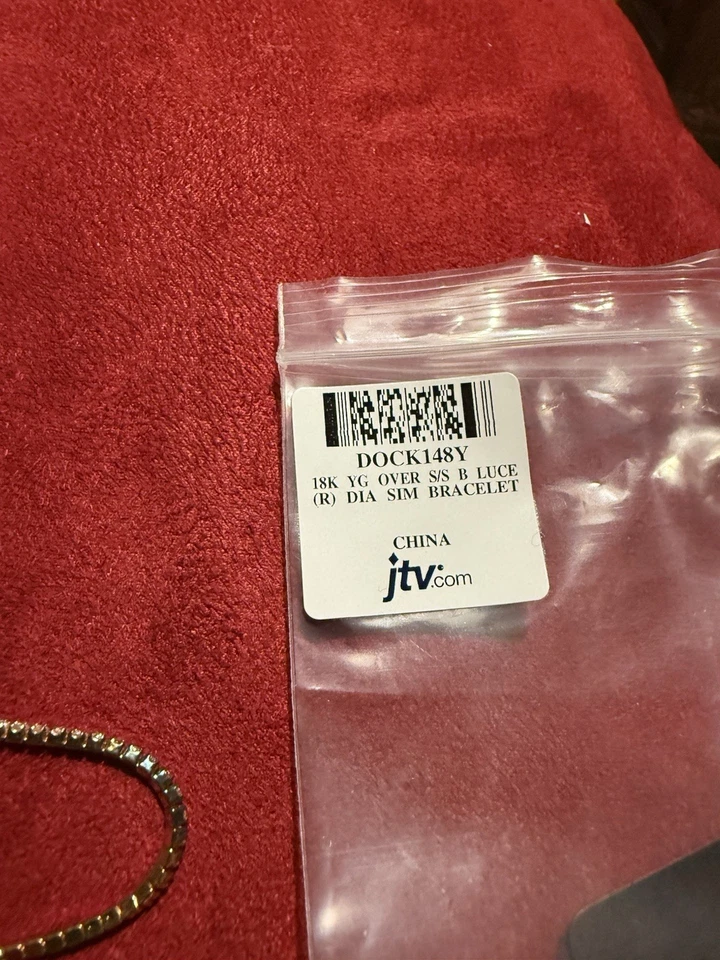 DOCK148Y
18K YG OVER S/S B LUCE
(R) DIA SIM BRACELET
CHINA
jtv.com